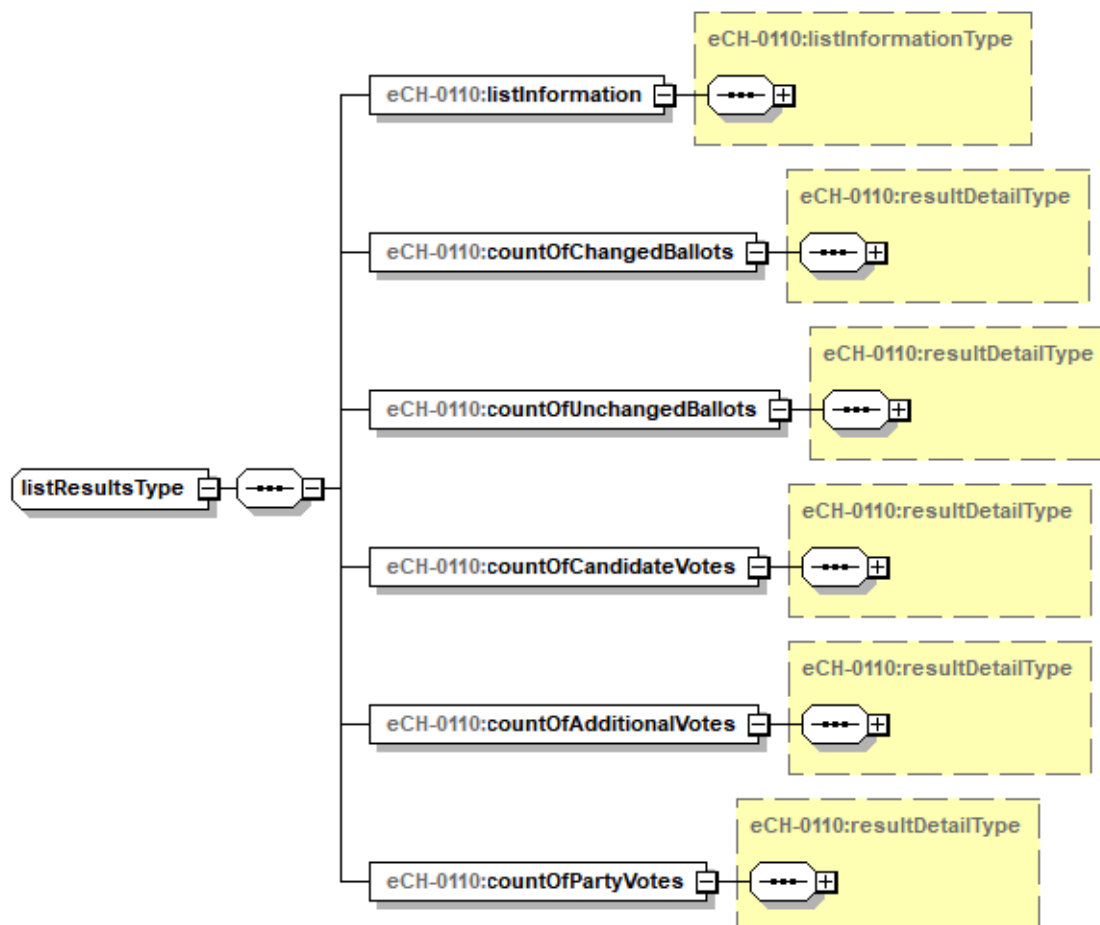 eCH-0110:listInformationType
eCH-0110:listInformation
eCH-0110:resultDetailType
eCH-0110:countOfChangedBallots
eCH-0110:resultDetailType
eCH-0110:countOfUnchangedBallots
listResultsType
eCH-0110:resultDetailType
eCH-0110:countOfCandidateVotes
eCH-0110:resultDetailType
eCH-0110:countOfAdditionalVotes
eCH-0110:resultDetailType
eCH-0110:countOfPartyVotes